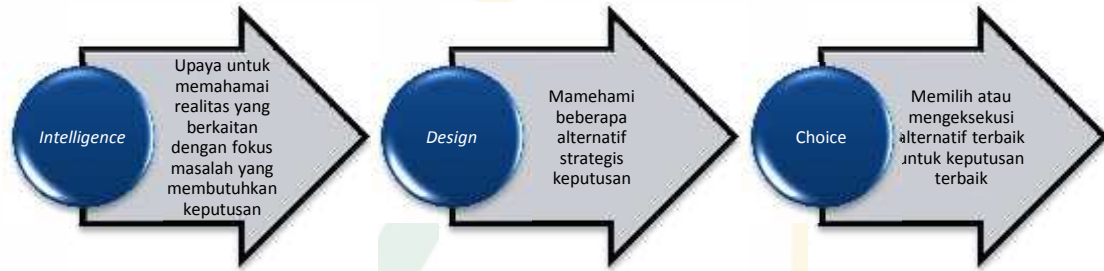 Intelligence
Upaya untuk
memahamai
realitas yang
berkaitan
dengan fokus
masalah yang
membutuhkan
keputusan
Design
Mamehami
beberapa
alternatif
strategis
keputusan
Choice
Memilih atau
mengeksekusi
alternatif terbaik
untuk keputusan
terbaik